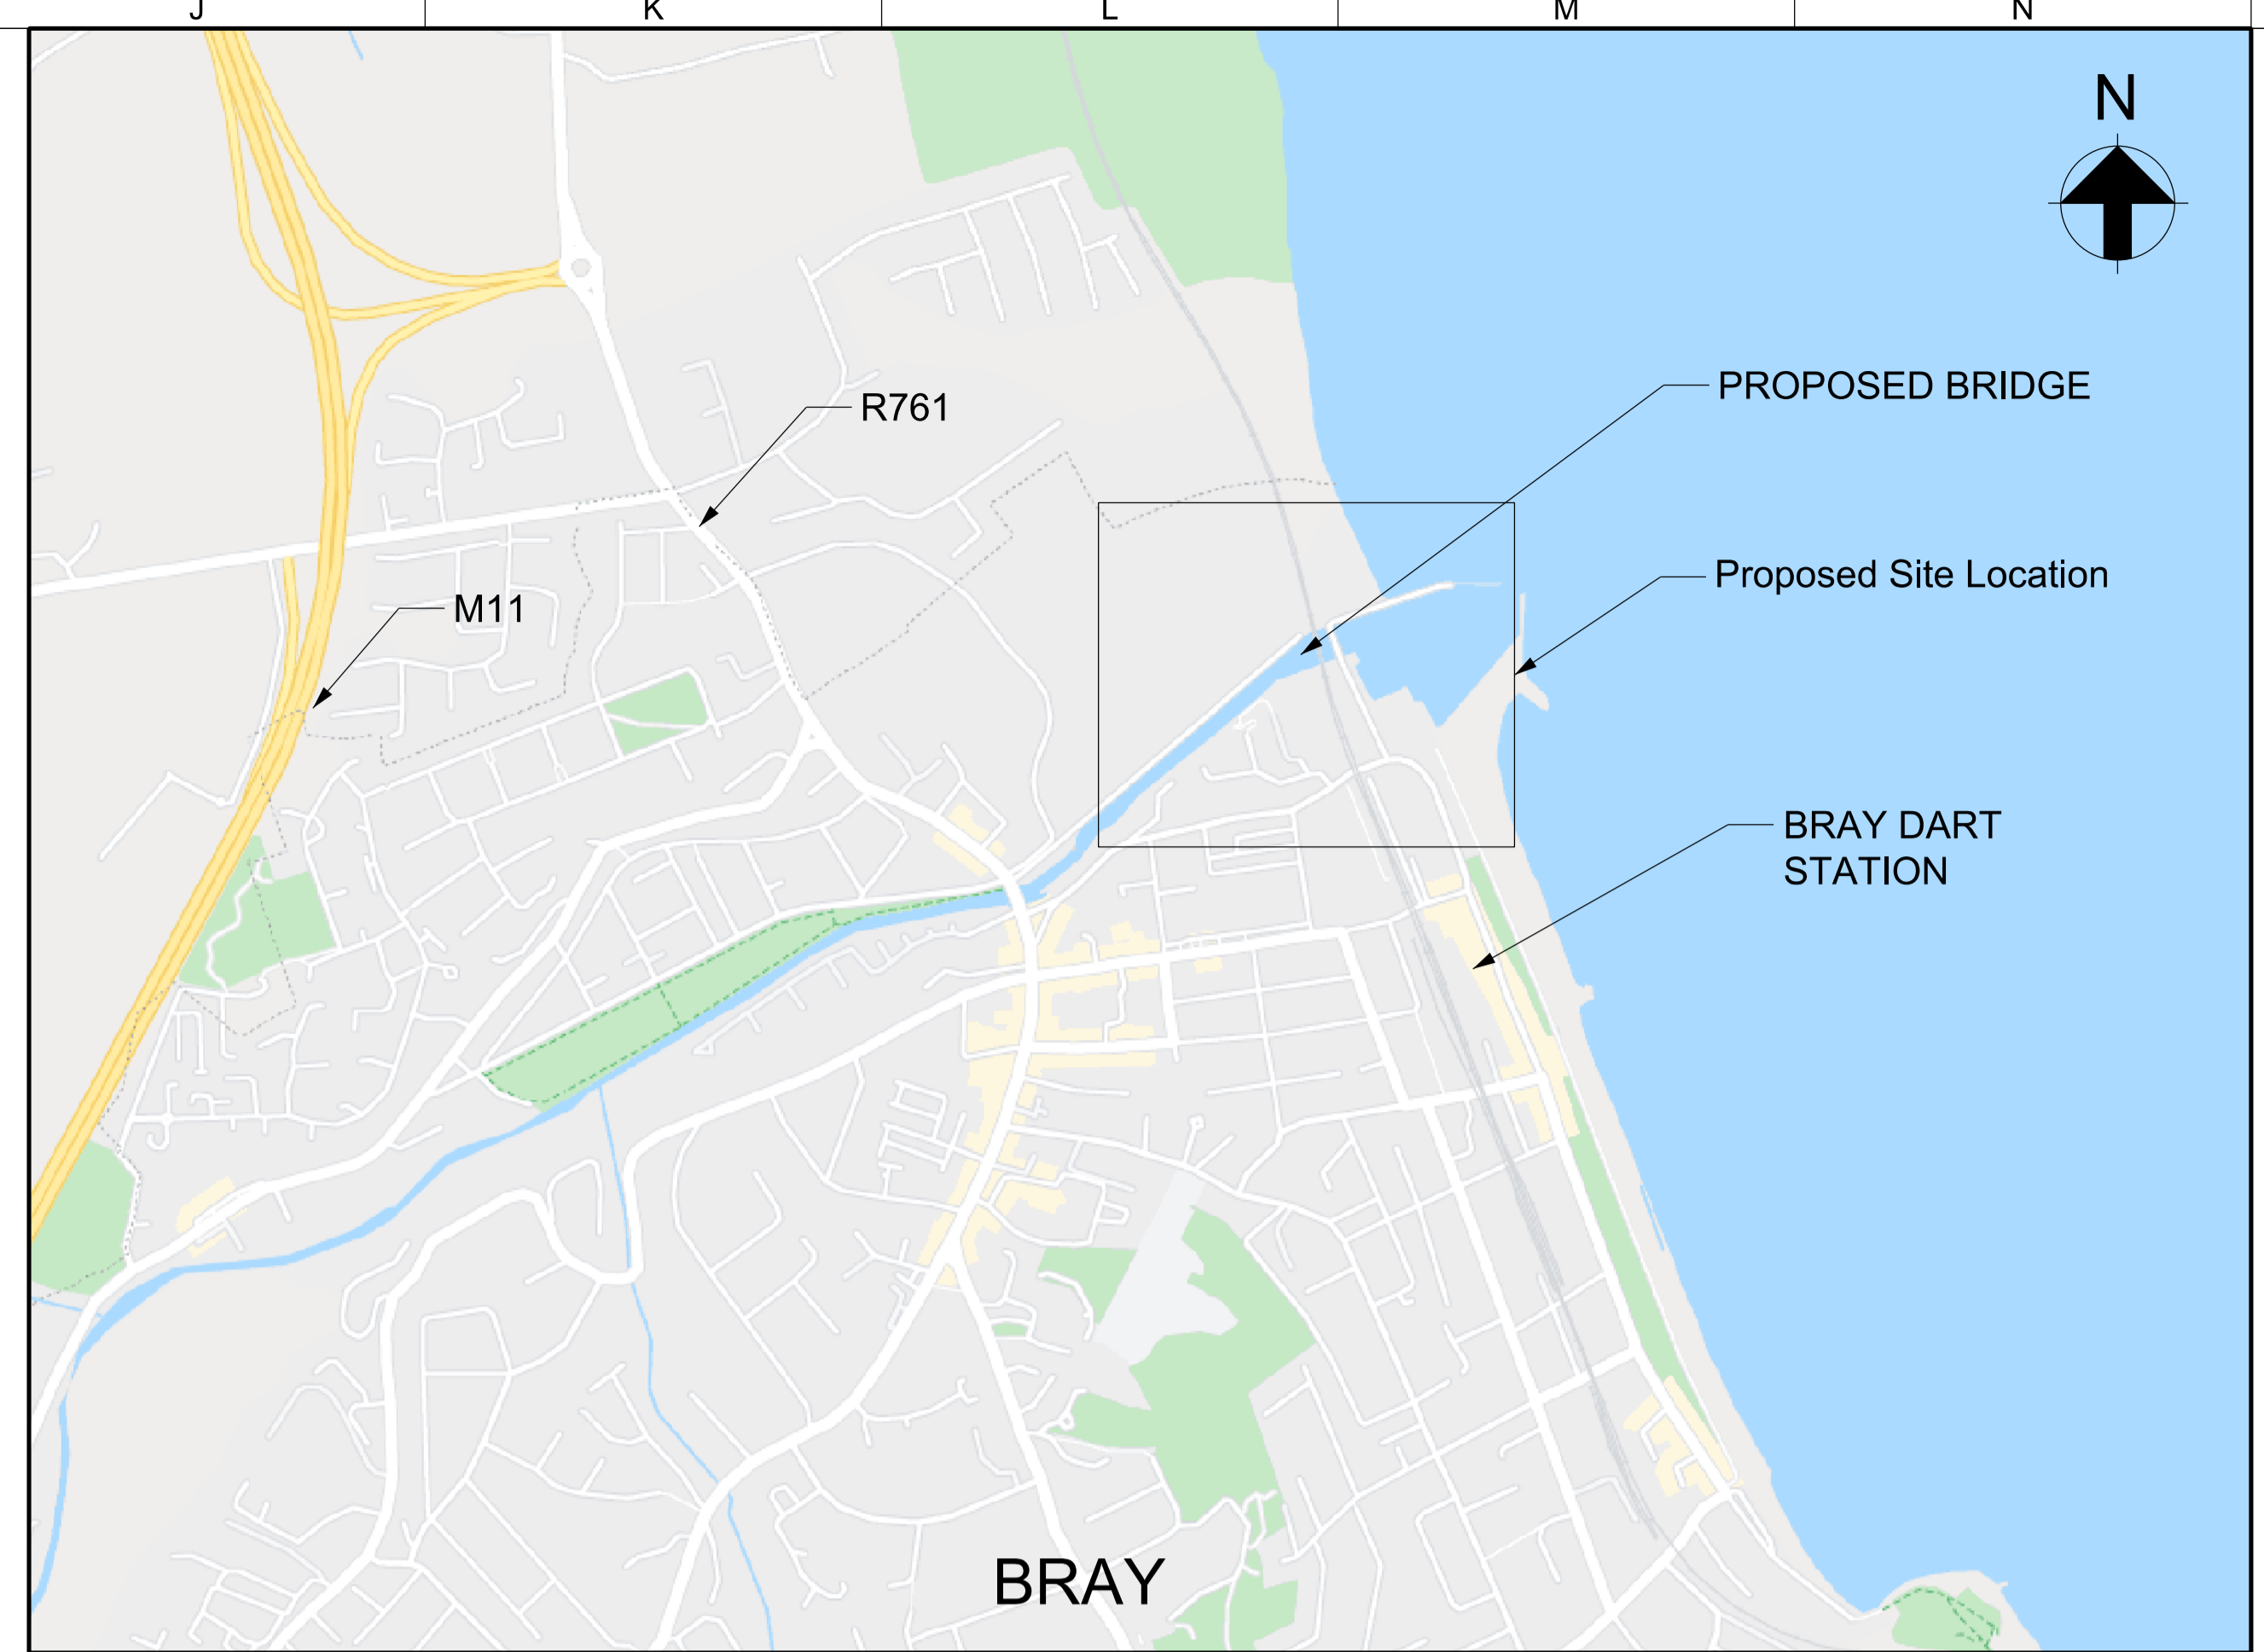 J K L M N
N
PROPOSED BRIDGE
R761
Proposed Site Location
M11
BRAY DART
STATION
BRAY